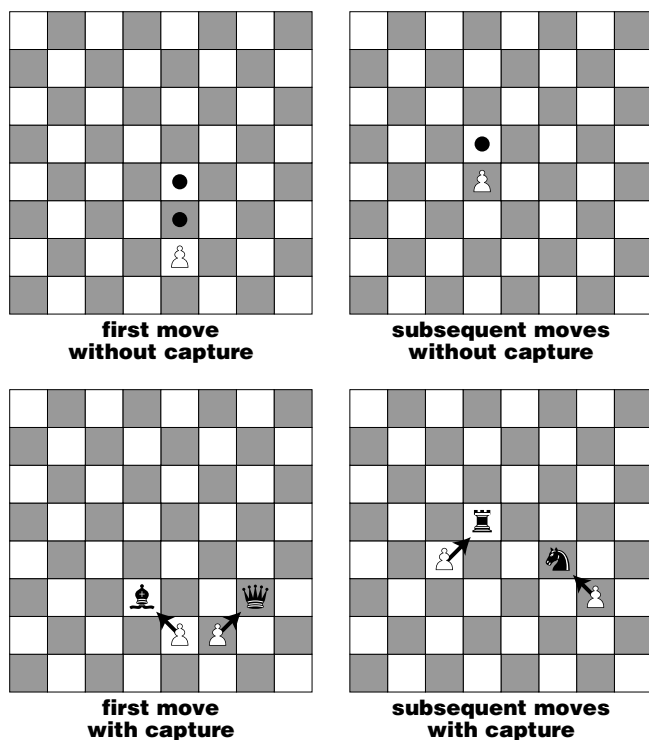 first move
without capture
subsequent moves
without capture
first move
with capture
subsequent moves
with capture